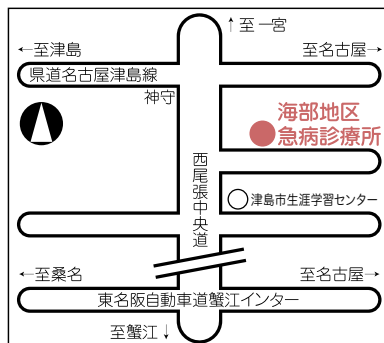 ↑至一宮
←至津島
至名古屋→
県道名古屋津島線
神守
海部地区
急病診療所
西尾張中央道
津島市生涯学習センター
←至桑名
至名古屋→
東名阪自動車道蟹江インター
至蟹江↓